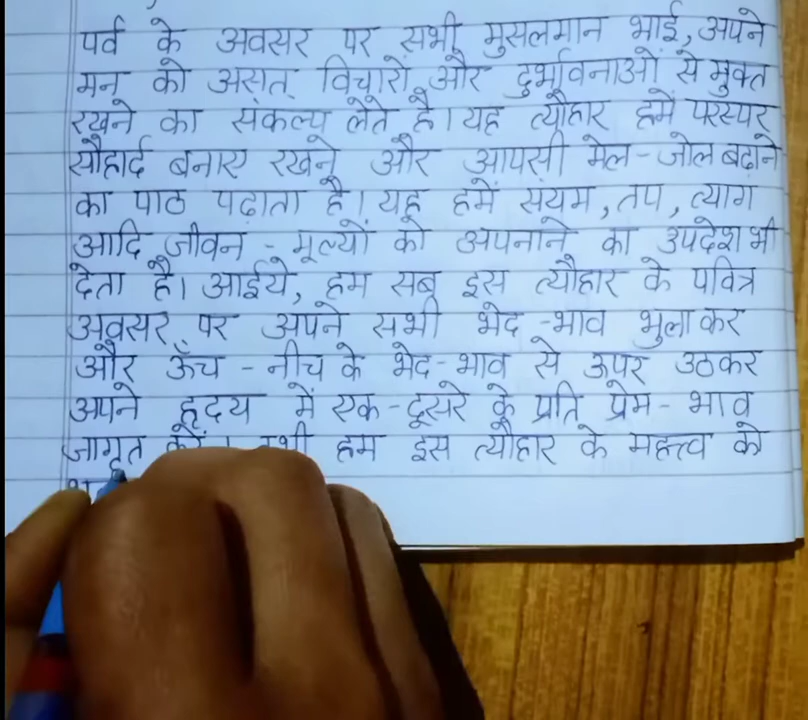 पर्व के अवसर पर सभी मुसलमान भाई, अपने
मन को असत् विचारों और दुर्भावनाओं से मुक्त
रखने का संकल्प लेते हैं। यह त्यौहार हमें परस्पर
सौहार्द बनाए रखने और आपसी मेल-जोल बढ़ाने
का पाठ पढ़ाता है। यह हमें संयम, तप, त्याग
आदि जीवन-मूल्यों को अपनाने का उपदेश भी
देता है। आईये, हम सब इस त्यौहार के पवित्र
अवसर पर अपने सभी भेद-भाव भुलाकर
और ऊँच-नीच के भेद-भाव से ऊपर उठकर
अपने हृदय में एक-दूसरे के प्रति प्रेम-भाव
जागृत हम इस त्यौहार के महत्त्व को